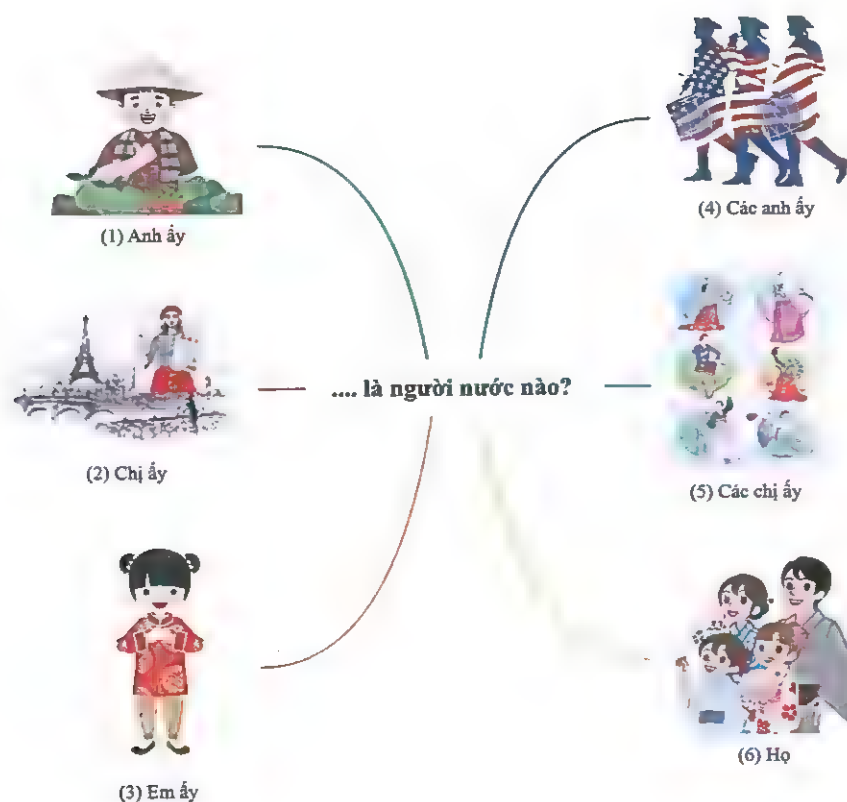 (1) Anh ấy
(2) Chị ấy
(3) Em ấy
.... là người nước nào?
(4) Các anh ấy
(5) Các chị ấy
(6) Họ